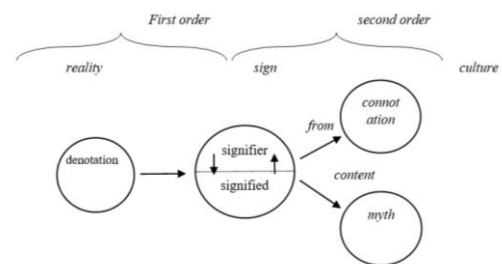 First order
second order
reality
sign
culture
connot
ation
from
signifier
denotation
content
signified
myth